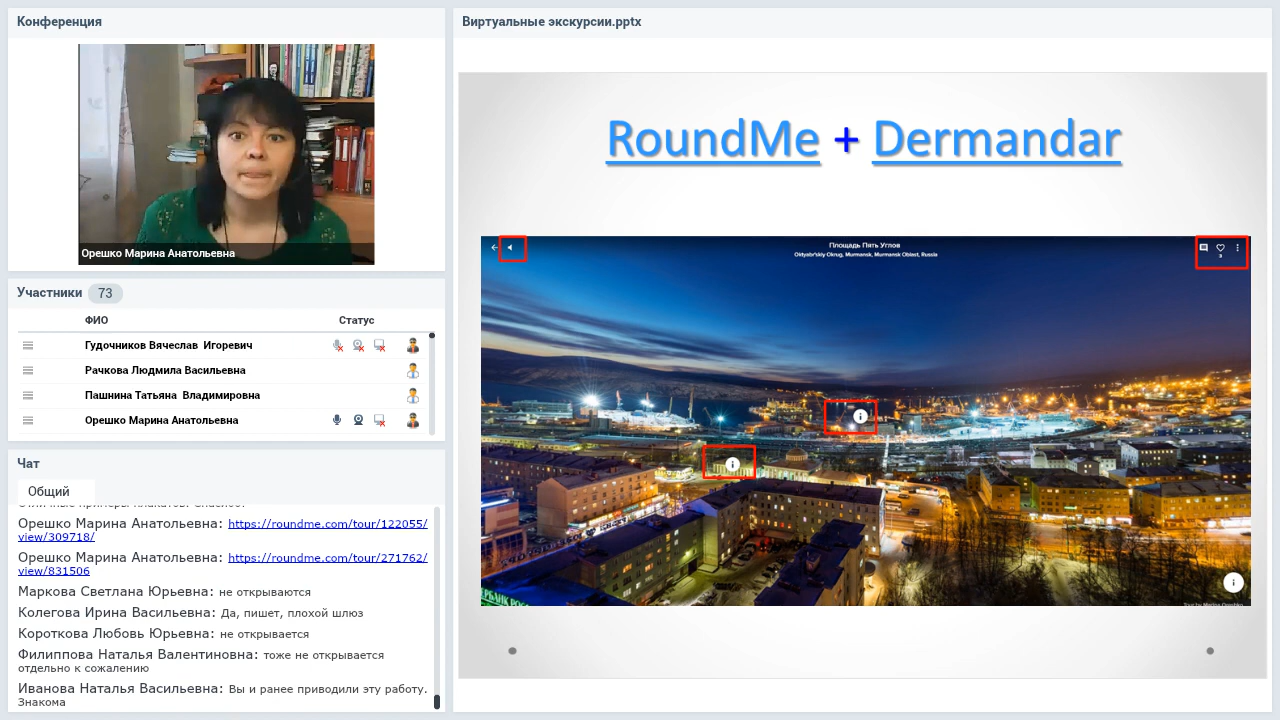 Конференция
Орешко Марина Анатольевна
Участники 73
ФИО Статус
Гудочников Вячеслав Игоревич
Рачкова Людмила Васильевна
Пашнина Татьяна Владимировна
Орешко Марина Анатольевна
Чат
Общий
Орешко Марина Анатольевна: https://roundme.com/tour/122055/
view/309718/
Орешко Марина Анатольевна: https://roundme.com/tour/271762/
view/831506
Маркова Светлана Юрьевна: не открываются
Колегова Ирина Васильевна: Да, пишет, плохой шлюз
Короткова Любовь Юрьевна: не открывается
Филиппова Наталья Валентиновна: тоже не открывается
отдельно к сожалению
Иванова Наталья Васильевна: Вы и ранее приводили эту работу.
Знакома
Виртуальные экскурсии.pptx
RoundMe + Dermandar
Площадь Пять Углов
Oktyabr'skiy Okrug, Murmansk, Murmansk Oblast, Russia